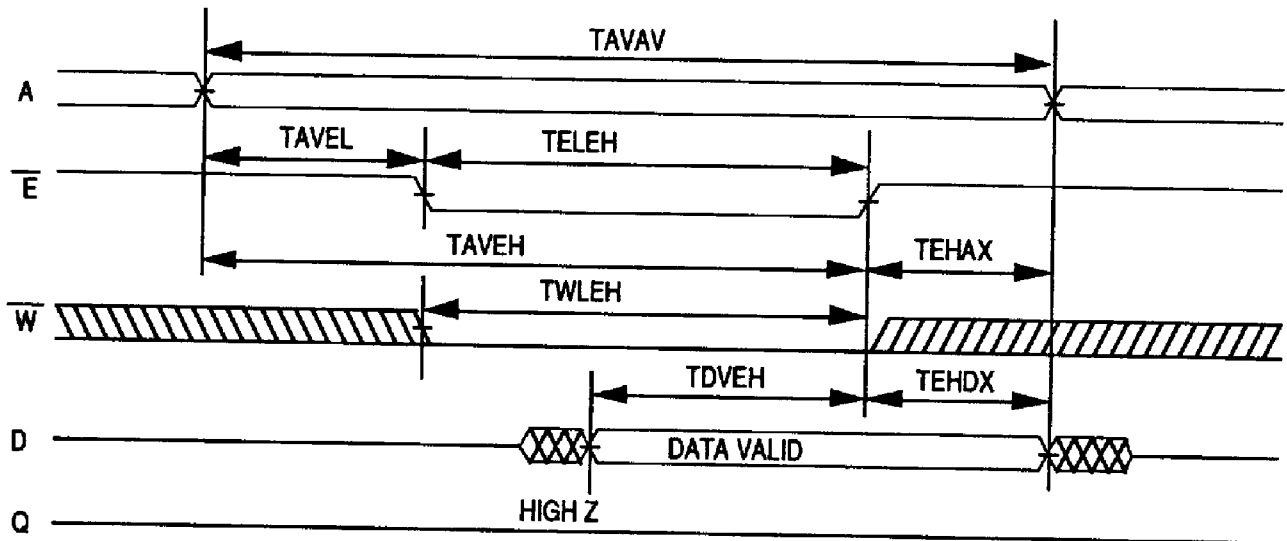 TAVAV
A
TAVEL TELEH
E̅
TAVEH TEHAX
W̅ TWLEH
TDVEH TEHDX
D DATA VALID
HIGH Z
Q